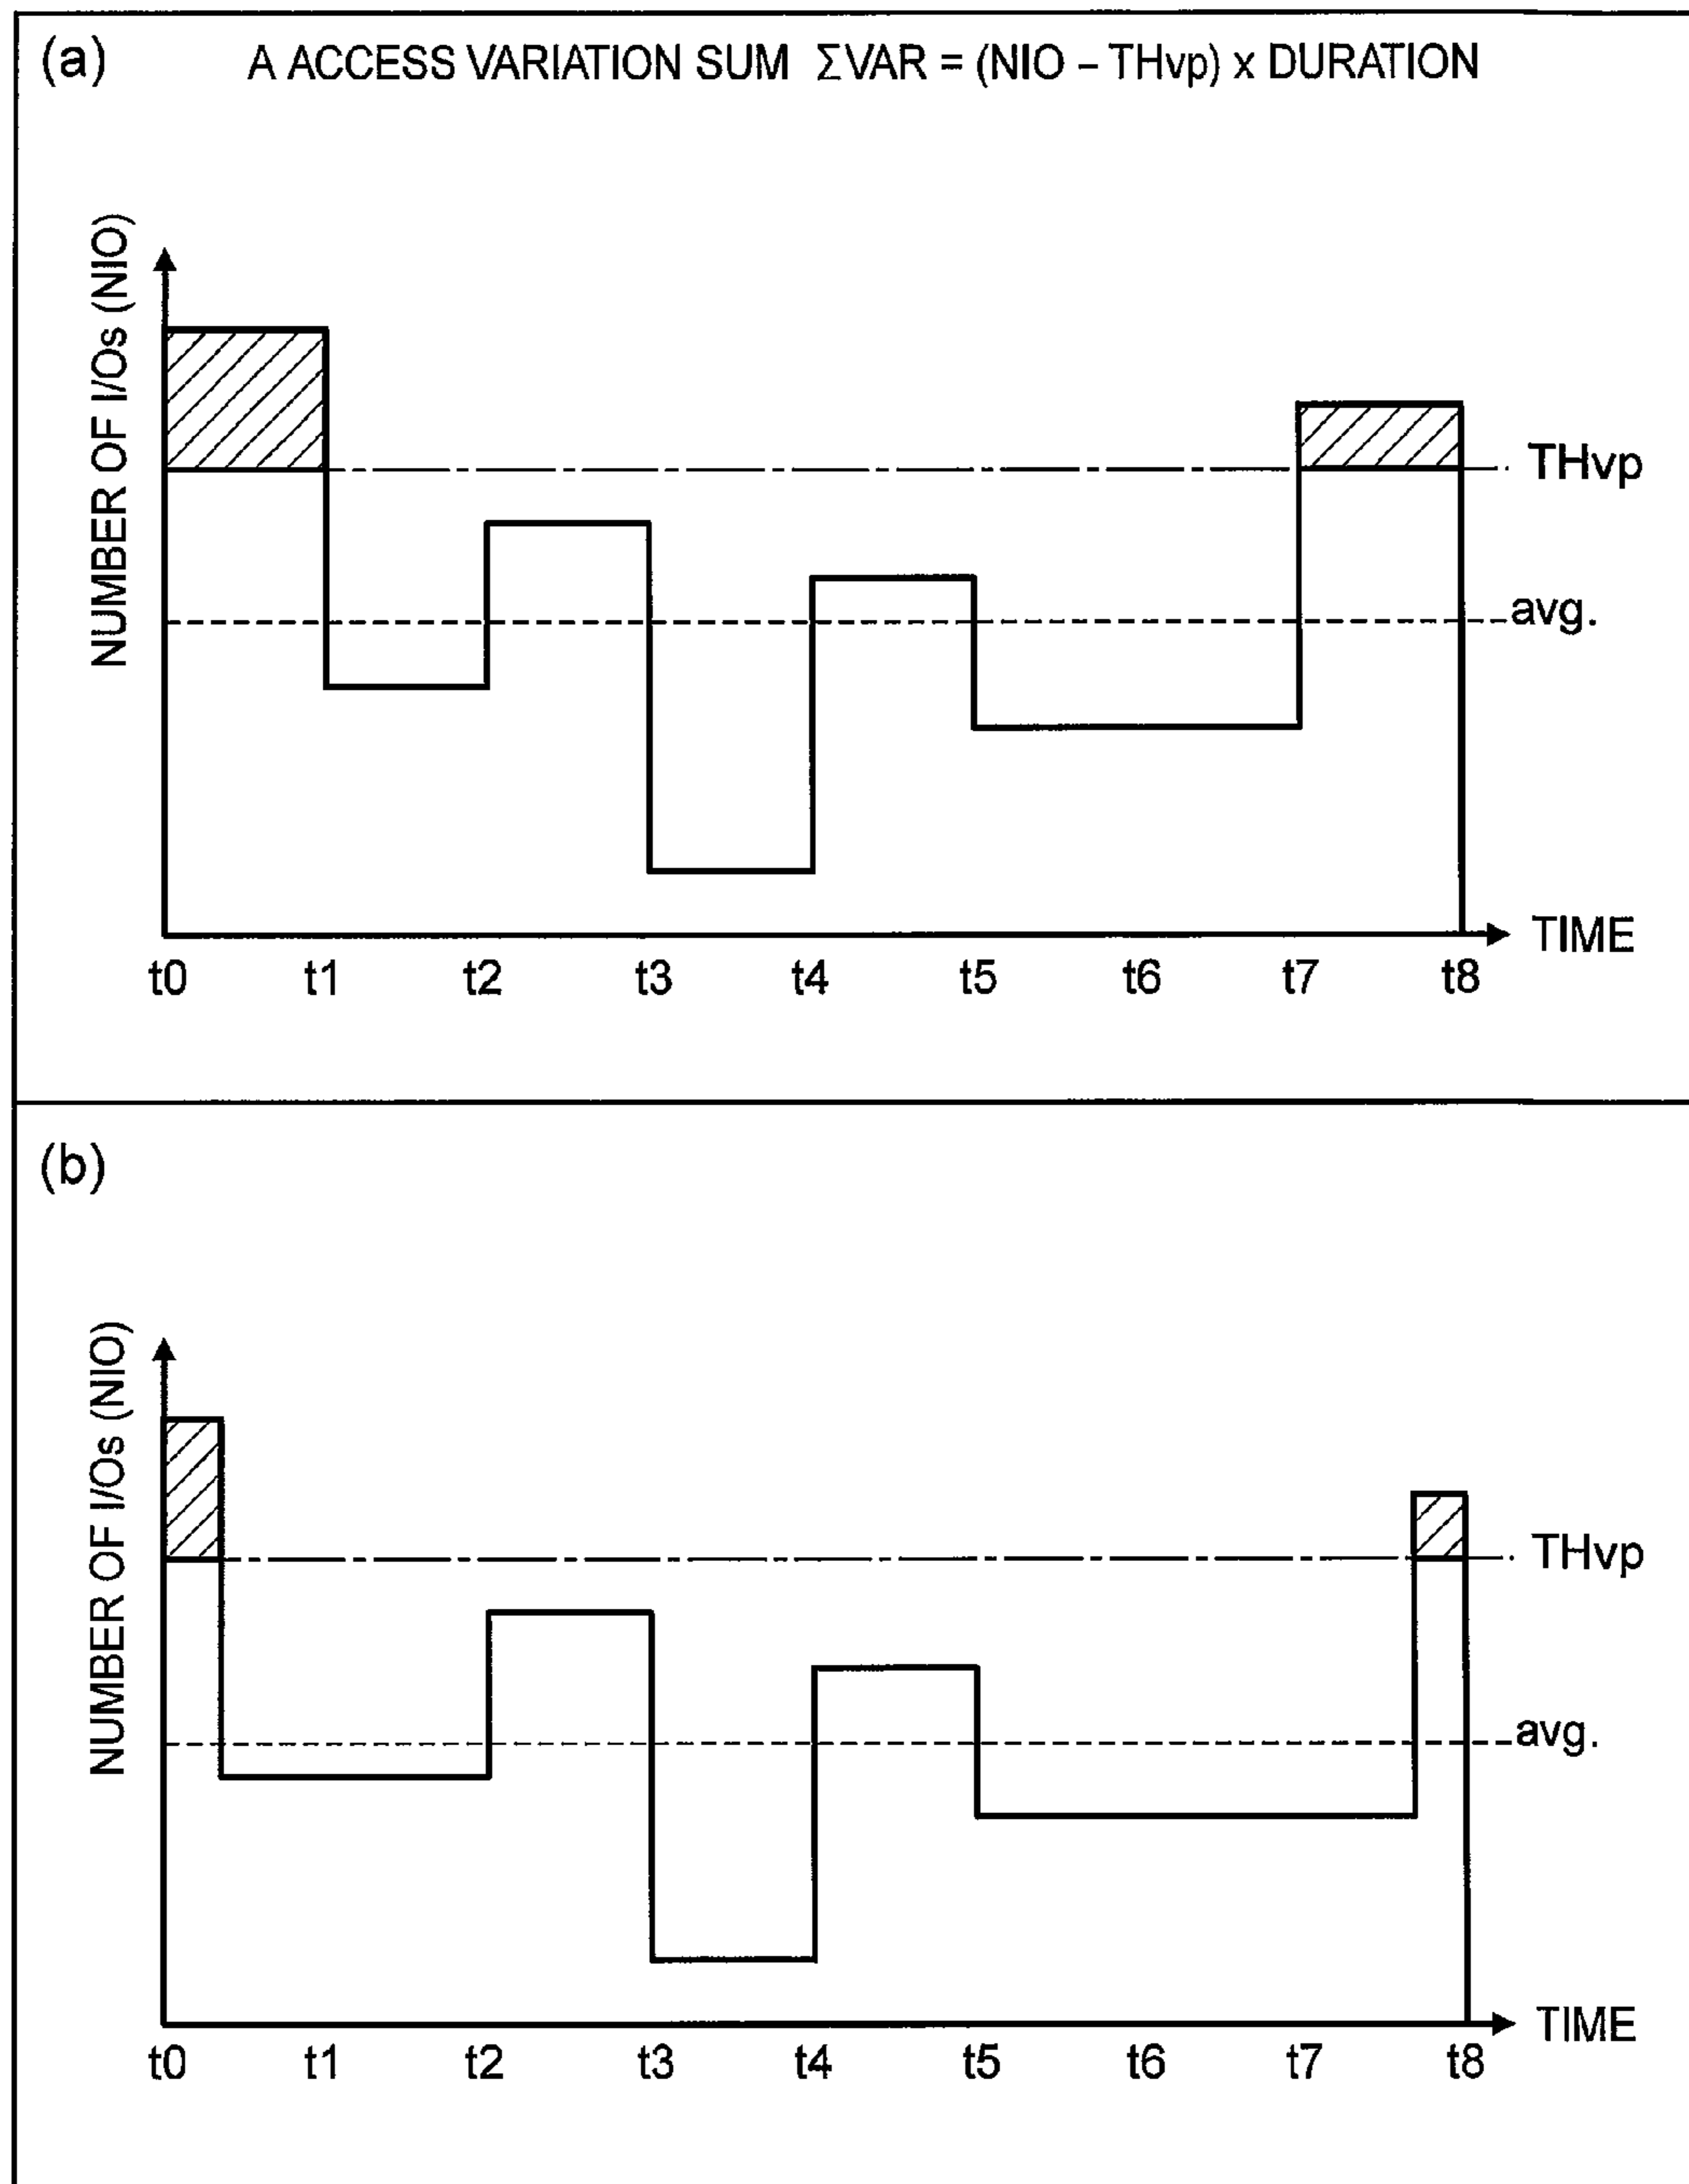 (a)
A ACCESS VARIATION SUM ΣVAR = (NIO – THvp) x DURATION
NUMBER OF I/Os (NIO)
THvp
avg.
TIME
t0 t1 t2 t3 t4 t5 t6 t7 t8
(b)
NUMBER OF I/Os (NIO)
THvp
avg.
TIME
t0 t1 t2 t3 t4 t5 t6 t7 t8